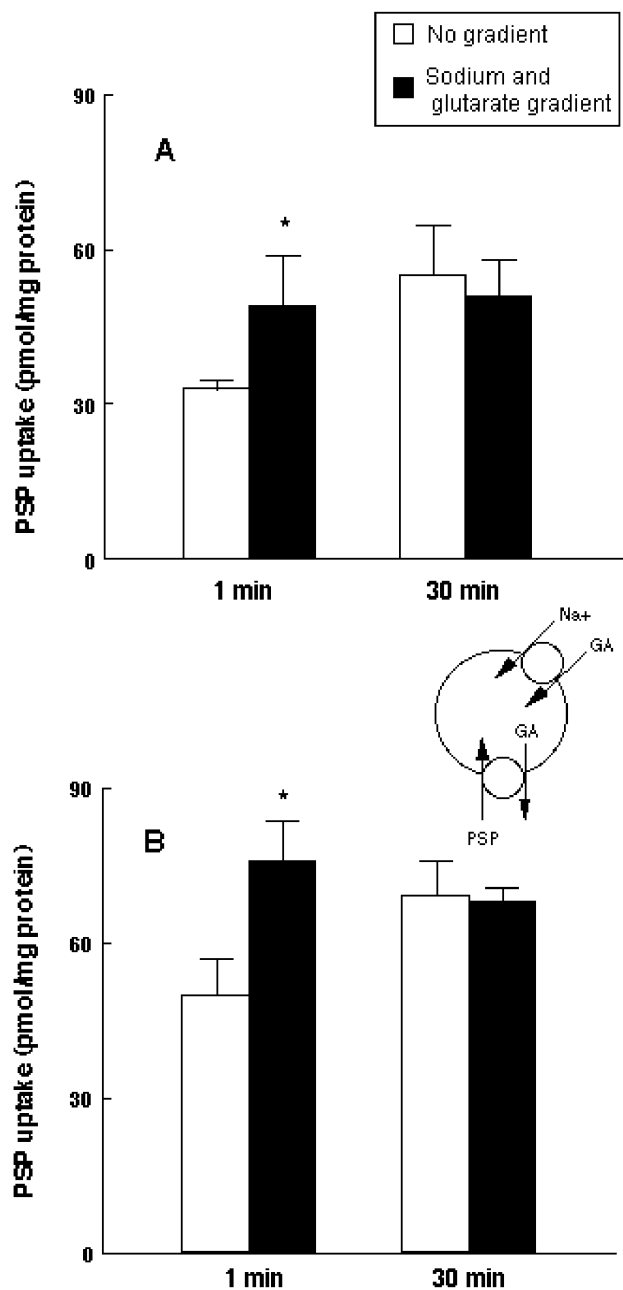 No gradient
Sodium and
glutarate gradient
90
A
*
60
30
0
PSP uptake (pmol/mg protein)
1 min
30 min
Na+
GA
GA
PSP
90
B
*
60
30
0
PSP uptake (pmol/mg protein)
1 min
30 min